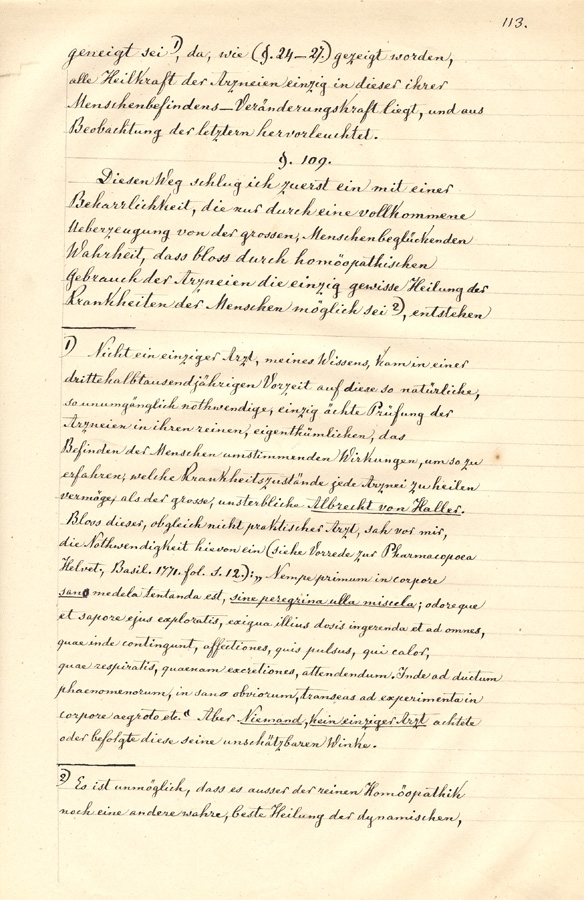 113.
geneigt sei 1), da, wie (§. 24–27.) gezeigt worden,
alle Heilkraft der Arzneien einzig in dieser ihrer
Menschenbefindens-Veränderungskraft liegt, und aus
Beobachtung der letztern hervorleuchtet.
§. 109.
Diesen Weg schlug ich zuerst ein mit einer
Beharrlichkeit, die nur durch eine vollkommene
Ueberzeugung von der grossen, Menschenbeglückenden
Wahrheit, dass bloss durch homöopathischen
Gebrauch der Arzneien die einzig gewisse Heilung der
Krankheiten der Menschen möglich sei 2), entstehen
1) Nicht ein einziger Arzt, meines Wissens, kam in einer
drittehalbtausendjährigen Vorzeit auf diese so natürliche,
so unumgänglich nothwendige, einzig ächte Prüfung der
Arzneien in ihren reinen, eigenthümlichen, das
Befinden der Menschen umstimmenden Wirkungen, um so zu
erfahren, welche Krankheitszustände jede Arznei zu heilen
vermöge, als der grosse, unsterbliche Albrecht von Haller.
Bloss dieser, obgleich nicht praktischer Arzt, sah vor mir,
die Nothwendigkeit hievon ein (siehe Vorrede zur Pharmacopoea
Helvet, Basil. 1771. fol. S. 12.): „Nempe primum in corpore
sano medela tentanda est, sine peregrina ulla miscela; odoreque
et sapore ejus exploratis, exigua illius dosis ingerenda et ad omnes,
quae inde contingunt, affectiones, quis pulsus, qui calor,
quae respiratio, quaenam excretiones, attendendum. Inde ad ductum
phaenomenorum, in sano obviorum, transeas ad experimenta in
corpore aegroto etc.“ Aber Niemand, kein einziger Arzt achtete
oder befolgte diese seine unschätzbaren Winke.
2) Es ist unmöglich, dass es ausser der reinen Homöopathik
noch eine andere wahre, beste Heilung der dynamischen,